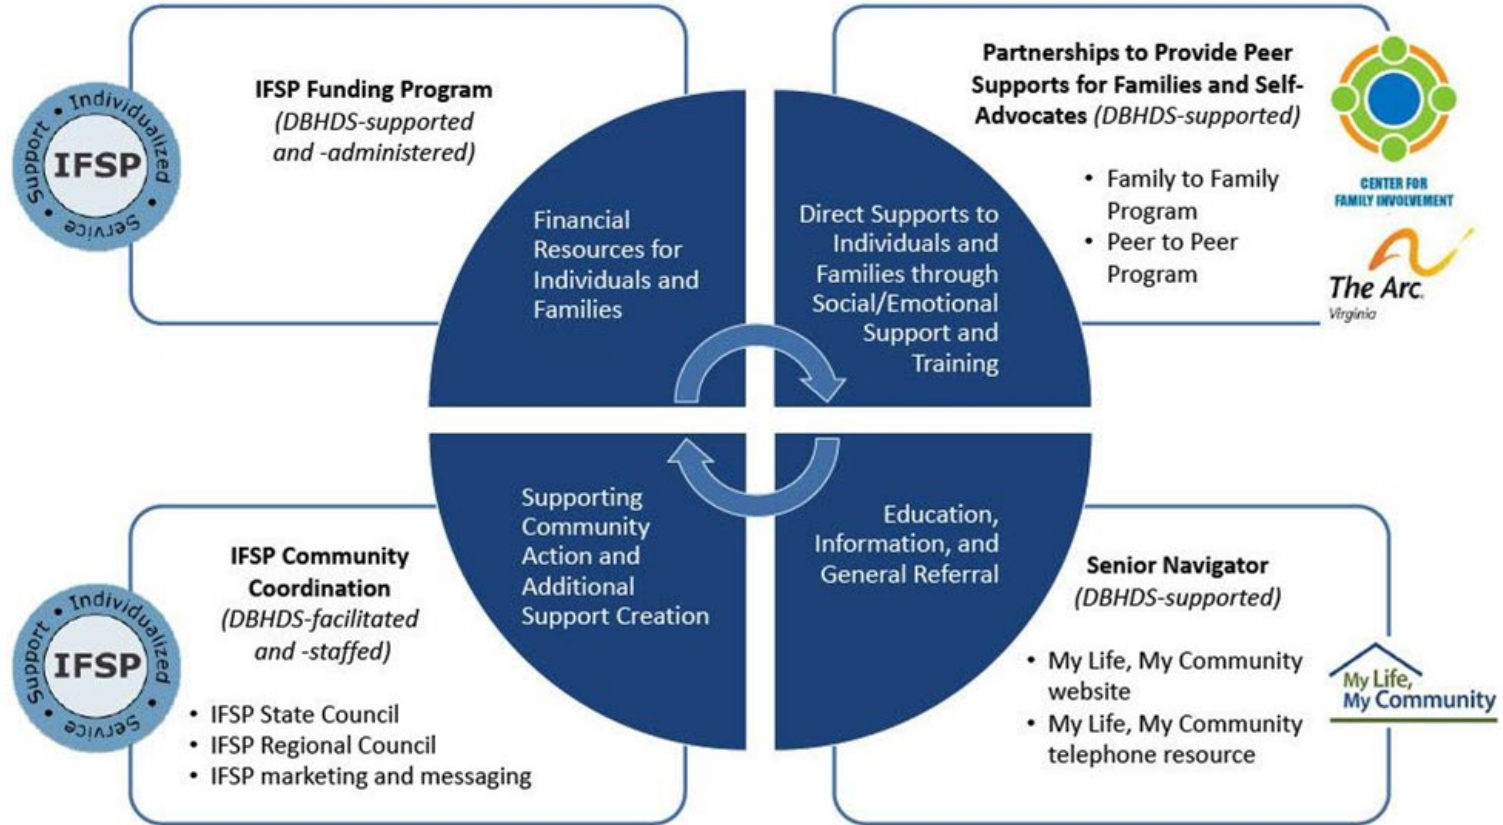 IFSP Funding Program
(DBHDS-supported
and -administered)
Individualized • Service • Support •
IFSP
Financial
Resources for
Individuals and
Families
Partnerships to Provide Peer
Supports for Families and Self-
Advocates (DBHDS-supported)
• Family to Family
Program
• Peer to Peer
Program
CENTER FOR
FAMILY INVOLVEMENT
The Arc.
Virginia
Direct Supports to
Individuals and
Families through
Social/Emotional
Support and
Training
Supporting
Community
Action and
Additional
Support Creation
IFSP Community
Coordination
(DBHDS-facilitated
and -staffed)
• IFSP State Council
• IFSP Regional Council
• IFSP marketing and messaging
Individualized • Service • Support •
IFSP
Education,
Information, and
General Referral
Senior Navigator
(DBHDS-supported)
• My Life, My Community
website
• My Life, My Community
telephone resource
My Life,
My Community